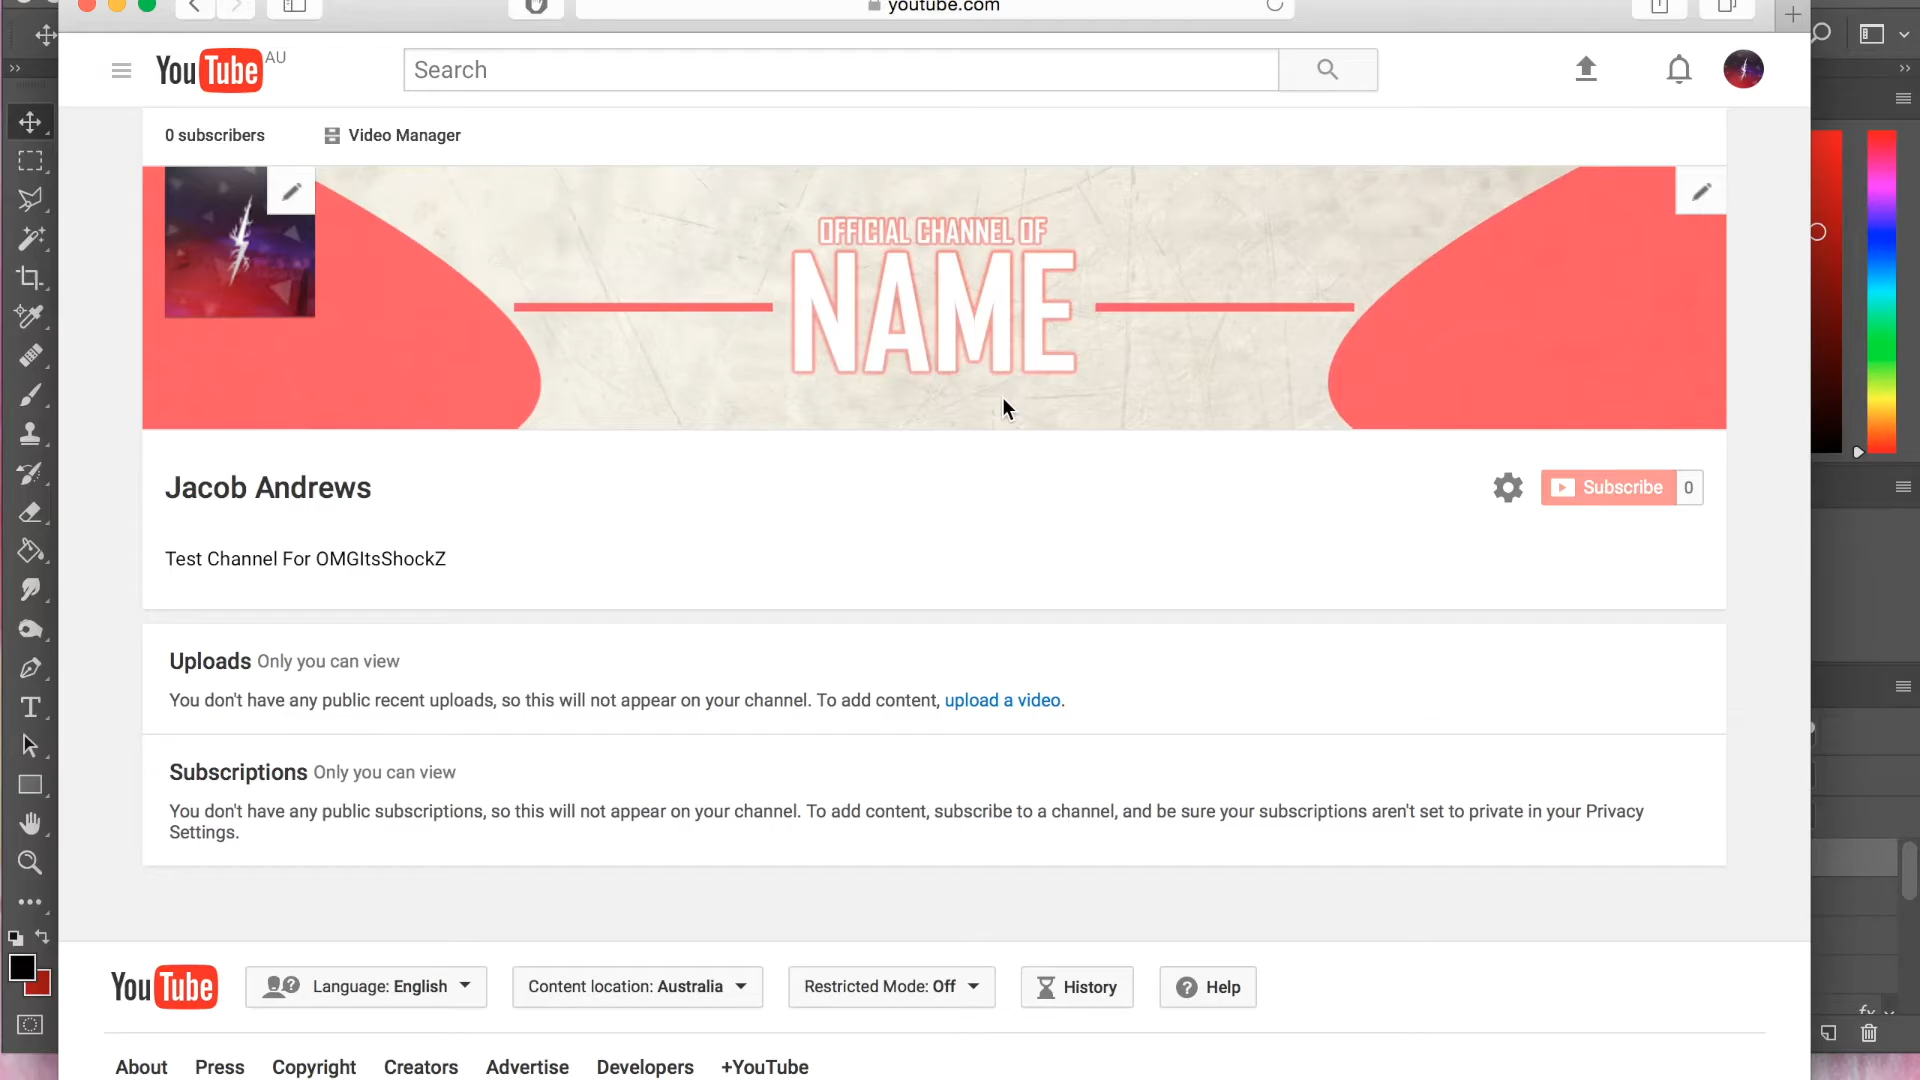 youtube.com
YouTube AU
Search
0 subscribers
Video Manager
OFFICIAL CHANNEL OF
NAME
Jacob Andrews
Subscribe 0
Test Channel For OMGItsShockZ
Uploads Only you can view
You don't have any public recent uploads, so this will not appear on your channel. To add content, upload a video.
Subscriptions Only you can view
You don't have any public subscriptions, so this will not appear on your channel. To add content, subscribe to a channel, and be sure your subscriptions aren't set to private in your Privacy
Settings.
YouTube
Language: English
Content location: Australia
Restricted Mode: Off
History
Help
About Press Copyright Creators Advertise Developers +YouTube